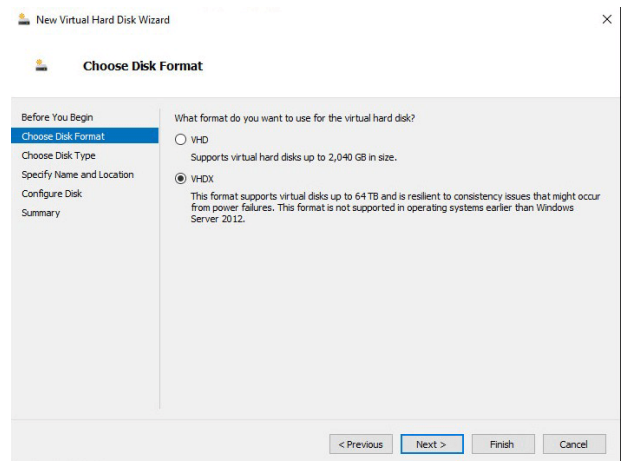 New Virtual Hard Disk Wizard
Choose Disk Format
Before You Begin
Choose Disk Format
Choose Disk Type
Specify Name and Location
Configure Disk
Summary
What format do you want to use for the virtual hard disk?
VHD
Supports virtual hard disks up to 2,040 GB in size.
VHDX
This format supports virtual disks up to 64 TB and is resilient to consistency issues that might occur
from power failures. This format is not supported in operating systems earlier than Windows
Server 2012.
< Previous
Next >
Finish
Cancel